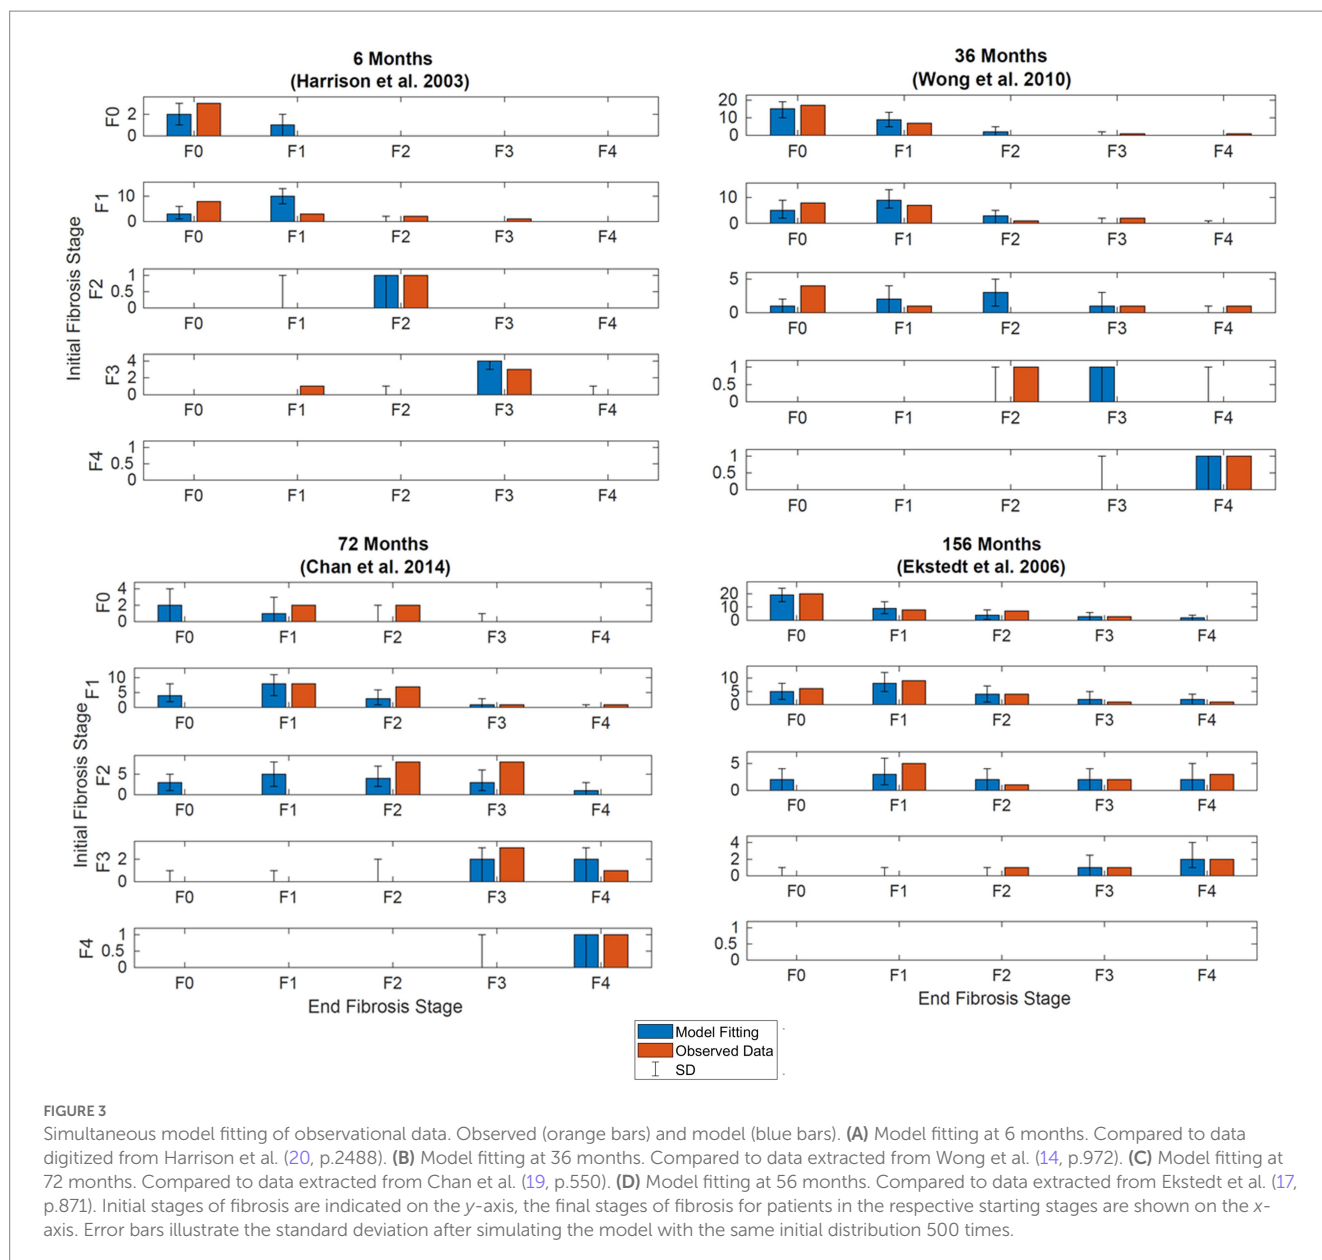 6 Months
(Harrison et al. 2003)
F0
2
0
F0 F1 F2 F3 F4
F1
10
0
F0 F1 F2 F3 F4
F2
1
0.5
0
F0 F1 F2 F3 F4
F3
4
2
0
F0 F1 F2 F3 F4
F4
1
0.5
0
F0 F1 F2 F3 F4
Initial Fibrosis Stage
36 Months
(Wong et al. 2010)
20
10
0
F0 F1 F2 F3 F4
10
0
F0 F1 F2 F3 F4
5
0
F0 F1 F2 F3 F4
1
0.5
0
F0 F1 F2 F3 F4
1
0.5
0
F0 F1 F2 F3 F4
72 Months
(Chan et al. 2014)
F0
4
2
0
F0 F1 F2 F3 F4
F1
10
5
0
F0 F1 F2 F3 F4
F2
5
0
F0 F1 F2 F3 F4
F3
2
0
F0 F1 F2 F3 F4
F4
1
0.5
0
F0 F1 F2 F3 F4
Initial Fibrosis Stage
End Fibrosis Stage
156 Months
(Ekstedt et al. 2006)
20
10
0
F0 F1 F2 F3 F4
10
5
0
F0 F1 F2 F3 F4
5
0
F0 F1 F2 F3 F4
4
2
0
F0 F1 F2 F3 F4
1
0.5
0
F0 F1 F2 F3 F4
End Fibrosis Stage
Model Fitting
Observed Data
SD
FIGURE 3
Simultaneous model fitting of observational data. Observed (orange bars) and model (blue bars). (A) Model fitting at 6 months. Compared to data
digitized from Harrison et al. (20, p.2488). (B) Model fitting at 36 months. Compared to data extracted from Wong et al. (14, p.972). (C) Model fitting at
72 months. Compared to data extracted from Chan et al. (19, p.550). (D) Model fitting at 56 months. Compared to data extracted from Ekstedt et al. (17,
p.871). Initial stages of fibrosis are indicated on the y-axis, the final stages of fibrosis for patients in the respective starting stages are shown on the x-
axis. Error bars illustrate the standard deviation after simulating the model with the same initial distribution 500 times.